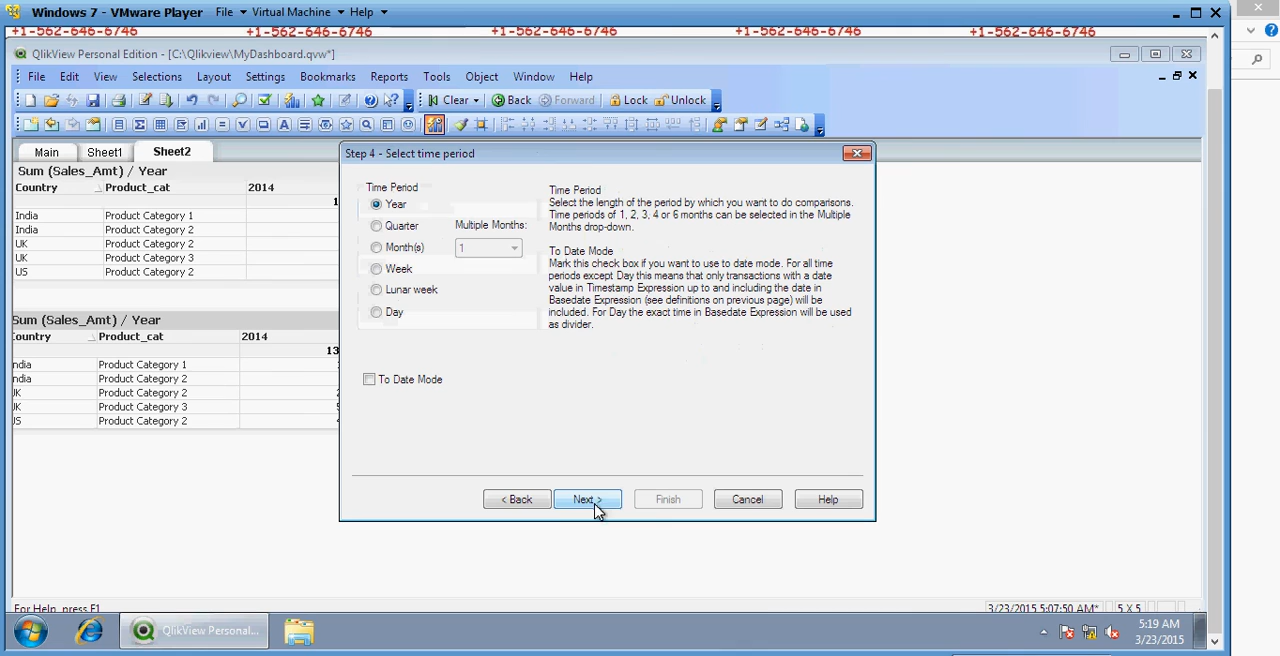 Windows 7 - VMware Player File Virtual Machine Help
+1-562-646-6746 +1-562-646-6746 +1-562-646-6746 +1-562-646-6746 +1-562-646-6746
QlikView Personal Edition - [C:\Qlikview\MyDashboard.qvw*]
File Edit View Selections Layout Settings Bookmarks Reports Tools Object Window Help
Clear Back Forward Lock Unlock
Main Sheet1 Sheet2
Sum (Sales_Amt) / Year
Country Product_cat 2014
1
India Product Category 1
India Product Category 2
UK Product Category 2
UK Product Category 3
US Product Category 2
Sum (Sales_Amt) / Year
ountry Product_cat 2014
13
ndia Product Category 1
ndia Product Category 2
JK Product Category 2
JK Product Category 3
JS Product Category 2
Step 4 - Select time period
Time Period
Year
Quarter Multiple Months:
Month(s) 1
Week
Lunar week
Day
To Date Mode
Time Period
Select the length of the period by which you want to do comparisons.
Time periods of 1, 2, 3, 4 or 6 months can be selected in the Multiple
Months drop-down.
To Date Mode
Mark this check box if you want to use to date mode. For all time
periods except Day this means that only transactions with a date
value in Timestamp Expression up to and including the date in
Basedate Expression (see definitions on previous page) will be
included. For Day the exact time in Basedate Expression will be used
as divider.
< Back Next > Finish Cancel Help
For Help, press F1 3/23/2015 5:07:50 AM* 5 X 5
QlikView Personal... 5:19 AM
3/23/2015